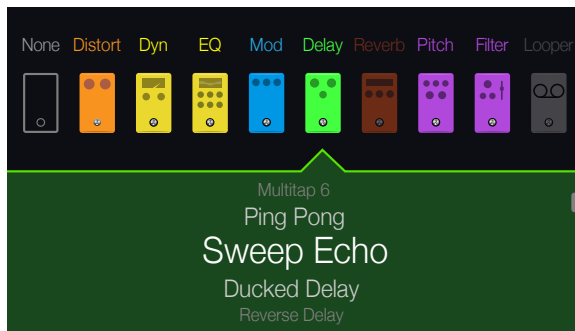 None Distort Dyn EQ Mod Delay Reverb Pitch Filter Looper
Multitap 6
Ping Pong
Sweep Echo
Ducked Delay
Reverse Delay